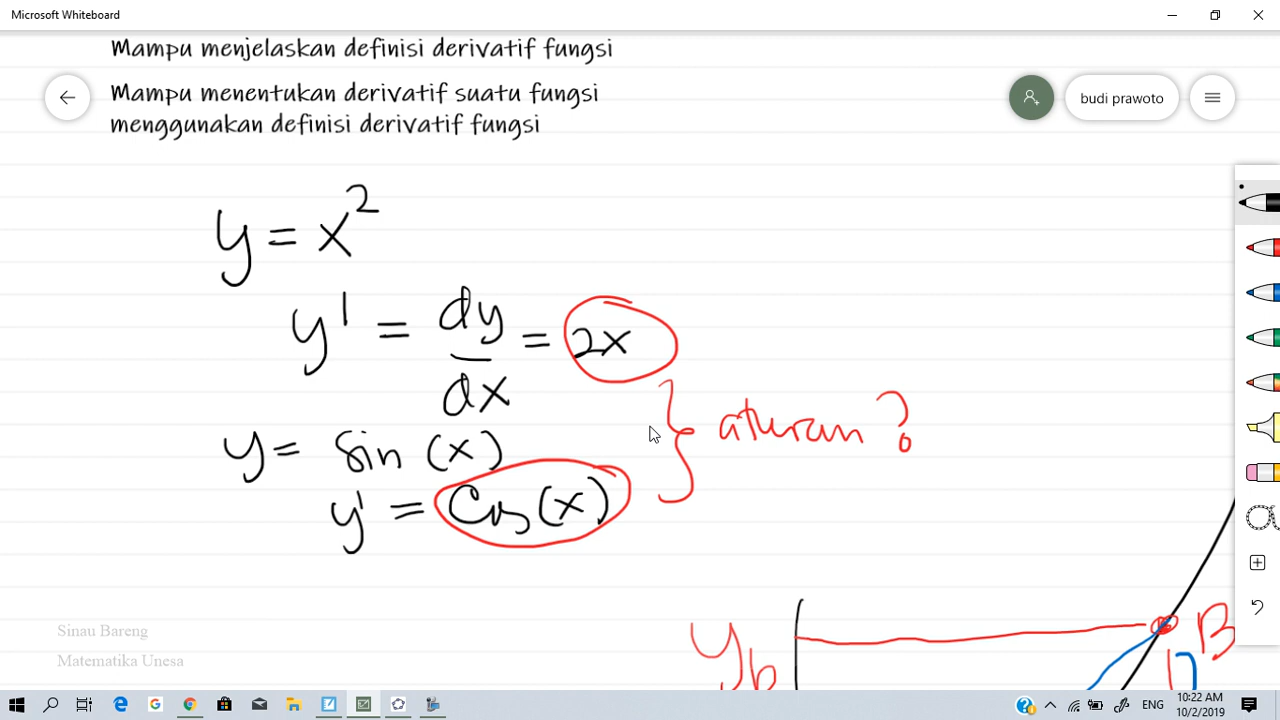 Microsoft Whiteboard
Mampu menjelaskan definisi derivatif fungsi
Mampu menentukan derivatif suatu fungsi
menggunakan definisi derivatif fungsi
budi prawoto
y = x²
y' = dy/dx = 2x
y = sin (x)
y' = Cos(x)
} aturan ?
B
y_b
Sinau Bareng
Matematika Unesa
ENG
10:22 AM
10/2/2019